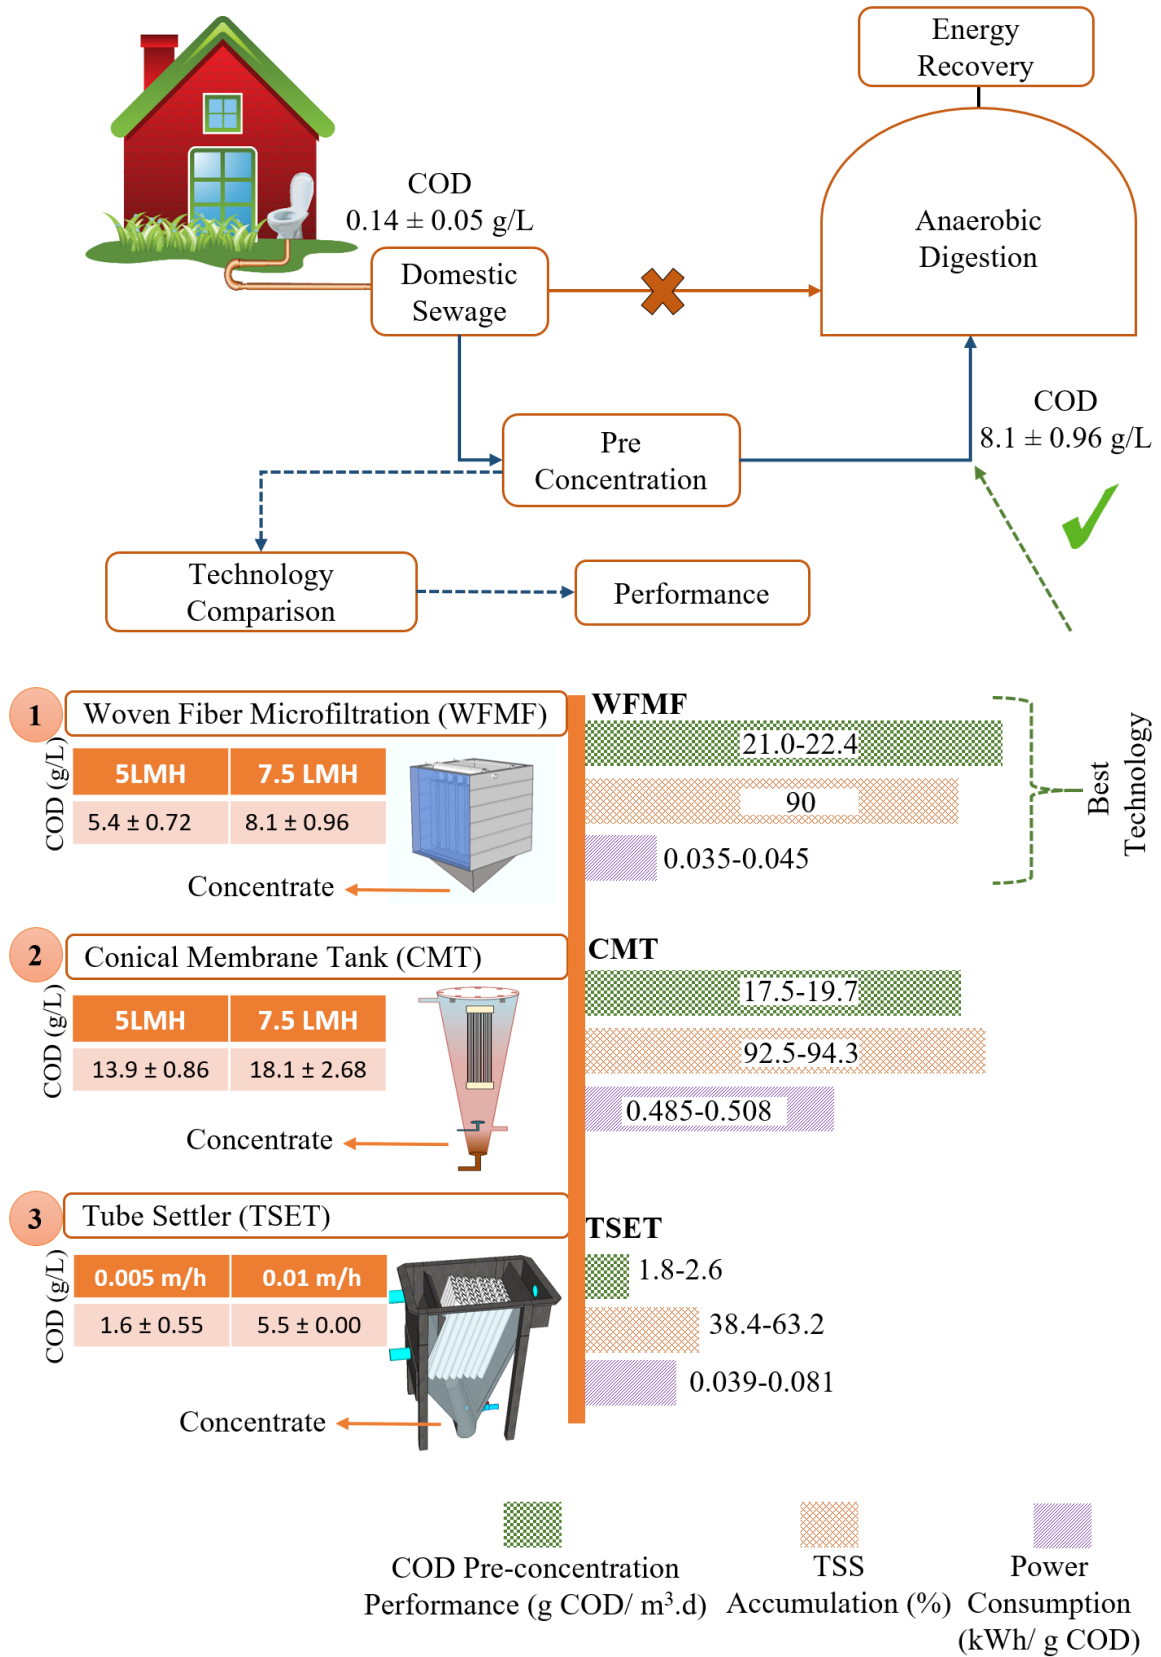 Energy
Recovery
Anaerobic
Digestion
COD
0.14 ± 0.05 g/L
Domestic
Sewage
COD
8.1 ± 0.96 g/L
Pre
Concentration
Technology
Comparison
Performance
1
Woven Fiber Microfiltration (WFMF)
COD (g/L)
5LMH
7.5 LMH
5.4 ± 0.72
8.1 ± 0.96
Concentrate
WFMF
21.0-22.4
90
0.035-0.045
Best
Technology
2
Conical Membrane Tank (CMT)
COD (g/L)
5LMH
7.5 LMH
13.9 ± 0.86
18.1 ± 2.68
Concentrate
CMT
17.5-19.7
92.5-94.3
0.485-0.508
3
Tube Settler (TSET)
COD (g/L)
0.005 m/h
0.01 m/h
1.6 ± 0.55
5.5 ± 0.00
Concentrate
TSET
1.8-2.6
38.4-63.2
0.039-0.081
COD Pre-concentration
Performance (g COD/ m³.d)
TSS
Accumulation (%)
Power
Consumption
(kWh/ g COD)